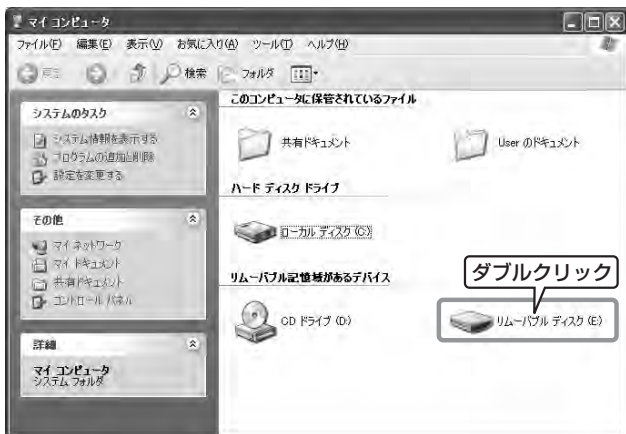 マイ コンピュータ
ファイル(F) 編集(E) 表示(V) お気に入り(A) ツール(T) ヘルプ(H)
戻る 検索 フォルダ
システムのタスク
システム情報を表示する
プログラムの追加と削除
設定を変更する
その他
マイ ネットワーク
マイ ドキュメント
共有ドキュメント
コントロール パネル
詳細
マイ コンピュータ
システム フォルダ
このコンピュータに保管されているファイル
共有ドキュメント User のドキュメント
ハード ディスク ドライブ
ローカル ディスク (C:)
リムーバブル記憶域があるデバイス
ダブルクリック
CD ドライブ (D:) リムーバブル ディスク (E:)